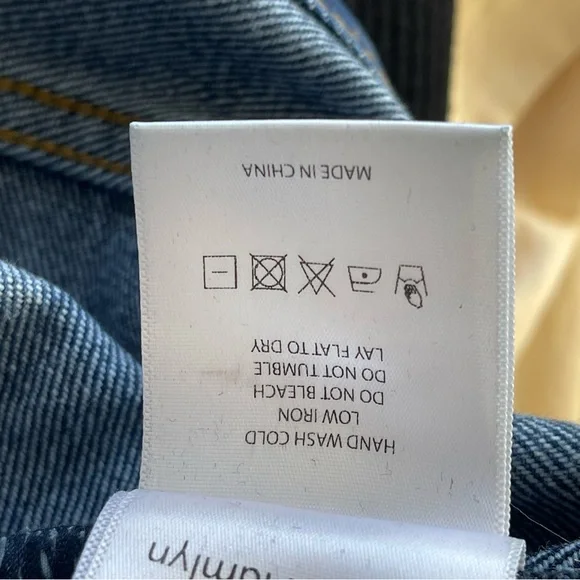 HAND WASH COLD
LOW IRON
DO NOT BLEACH
DO NOT TUMBLE
LAY FLAT TO DRY
MADE IN CHINA